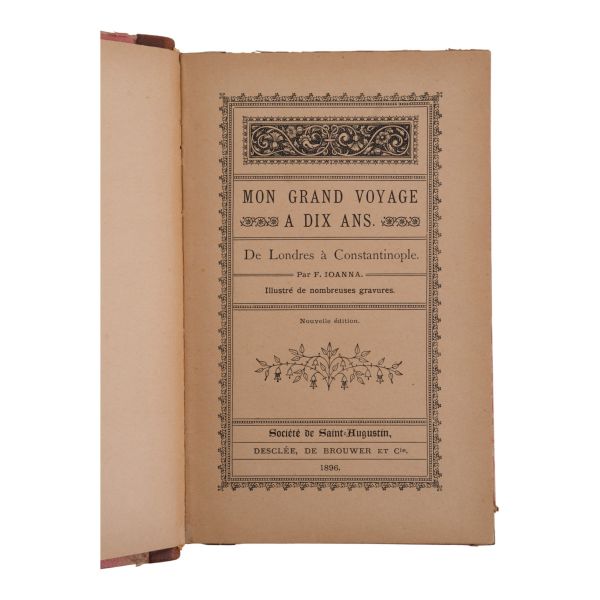 MON GRAND VOYAGE
A DIX ANS.
De Londres à Constantinople.
Par F. IOANNA.
Illustré de nombreuses gravures.
Nouvelle édition.
Société de Saint-Augustin,
DESCLÉE, DE BROUWER ET Cie.
1896.